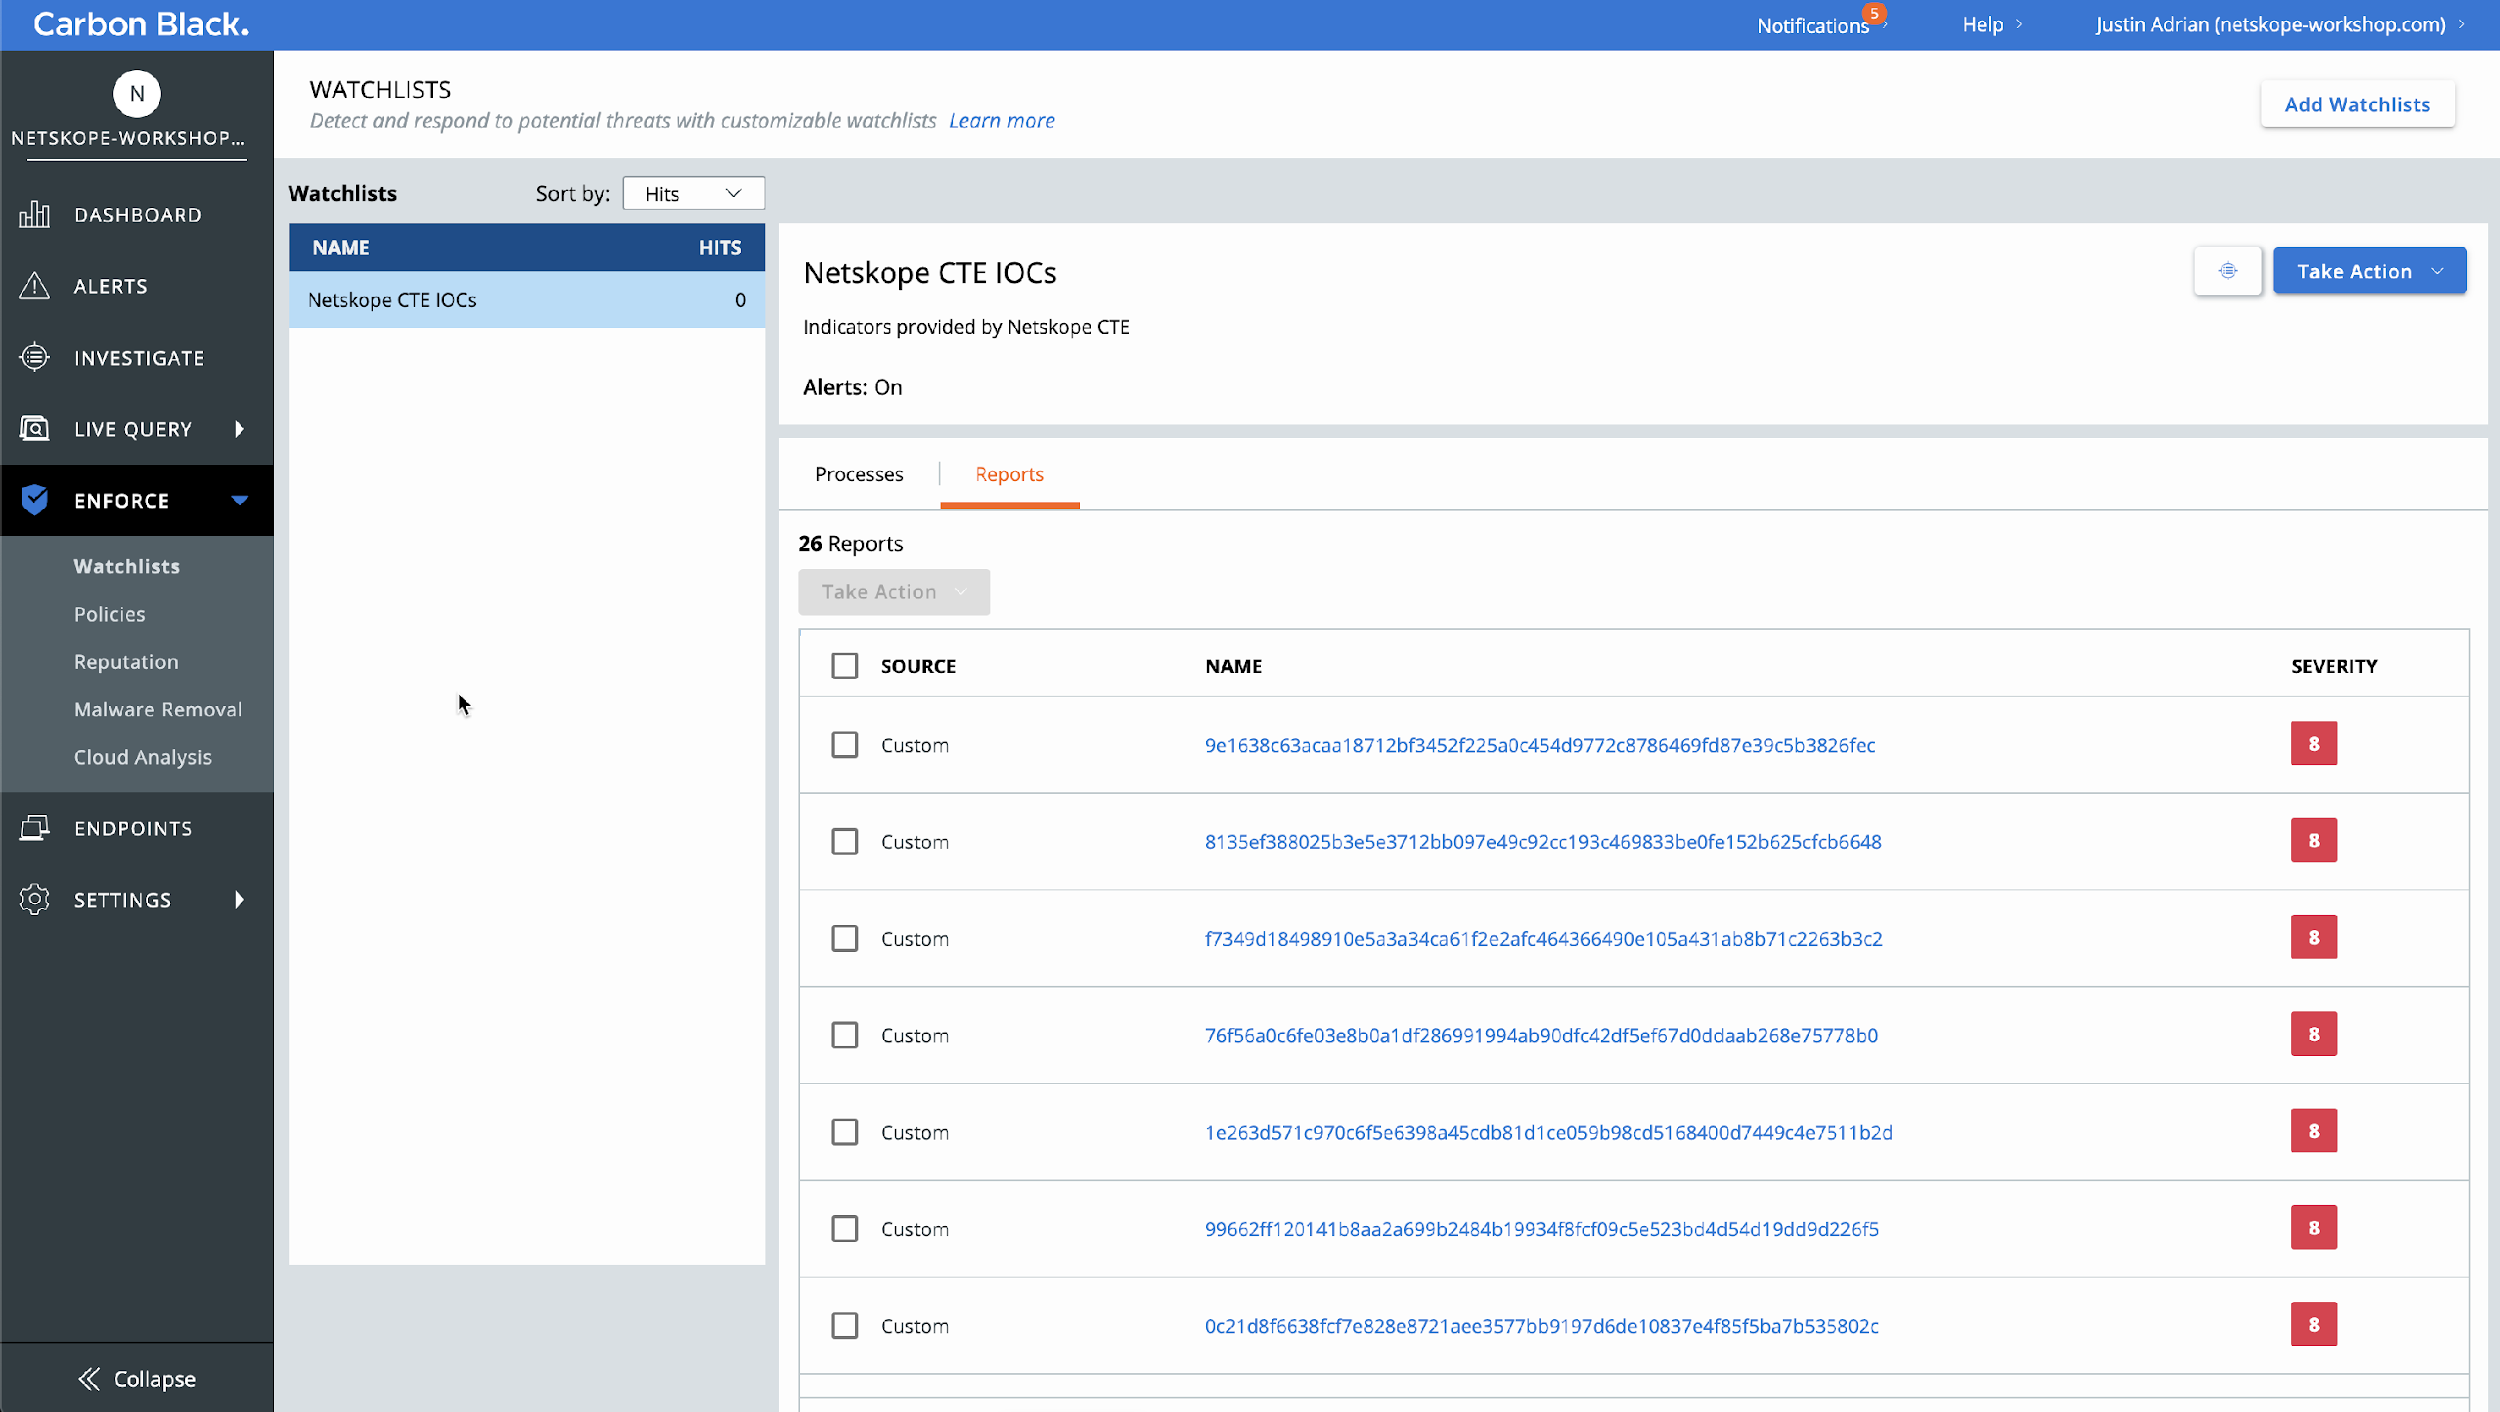 Carbon Black.
Notifications 5
Help
Justin Adrian (netskope-workshop.com)
N
NETSKOPE-WORKSHOP...
DASHBOARD
ALERTS
INVESTIGATE
LIVE QUERY
ENFORCE
Watchlists
Policies
Reputation
Malware Removal
Cloud Analysis
ENDPOINTS
SETTINGS
Collapse
WATCHLISTS
Detect and respond to potential threats with customizable watchlists Learn more
Add Watchlists
Watchlists
Sort by: Hits
NAME HITS
Netskope CTE IOCs 0
Netskope CTE IOCs
Take Action
Indicators provided by Netskope CTE
Alerts: On
Processes Reports
26 Reports
Take Action
SOURCE NAME SEVERITY
Custom 9e1638c63acaa18712bf3452f225a0c454d9772c8786469fd87e39c5b3826fec 8
Custom 8135ef388025b3e5e3712bb097e49c92cc193c469833be0fe152b625cfcb6648 8
Custom f7349d18498910e5a3a34ca61f2e2afc464366490e105a431ab8b71c2263b3c2 8
Custom 76f56a0c6fe03e8b0a1df286991994ab90dfc42df5ef67d0ddaab268e75778b0 8
Custom 1e263d571c970c6f5e6398a45cdb81d1ce059b98cd5168400d7449c4e7511b2d 8
Custom 99662ff120141b8aa2a699b2484b19934f8fcf09c5e523bd4d54d19dd9d226f5 8
Custom 0c21d8f6638fcf7e828e8721aee3577bb9197d6de10837e4f85f5ba7b535802c 8